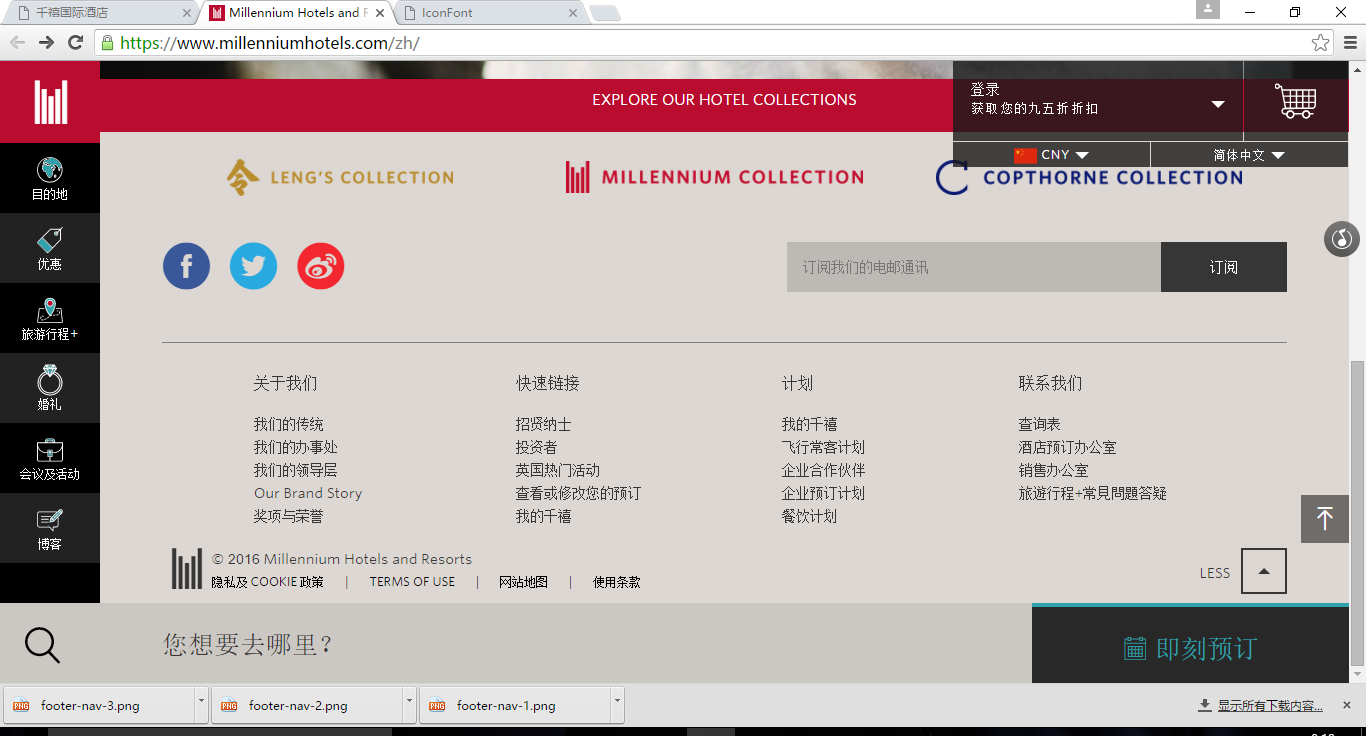 千禧国际酒店
Millennium Hotels and R
IconFont
https://www.millenniumhotels.com/zh/
EXPLORE OUR HOTEL COLLECTIONS
登录
获取您的九五折折扣
CNY
简体中文
目的地
优惠
旅游行程+
婚礼
会议及活动
博客
LENG'S COLLECTION
MILLENNIUM COLLECTION
COPTHORNE COLLECTION
订阅我们的电邮通讯
订阅
关于我们
我们的传统
我们的办事处
我们的领导层
Our Brand Story
奖项与荣誉
快速链接
招贤纳士
投资者
英国热门活动
查看或修改您的预订
我的千禧
计划
我的千禧
飞行常客计划
企业合作伙伴
企业预订计划
餐饮计划
联系我们
查询表
酒店预订办公室
销售办公室
旅遊行程+常見問題答疑
© 2016 Millennium Hotels and Resorts
隐私及 COOKIE 政策 | TERMS OF USE | 网站地图 | 使用条款
LESS
您想要去哪里？
即刻预订
footer-nav-3.png
footer-nav-2.png
footer-nav-1.png
显示所有下载内容...